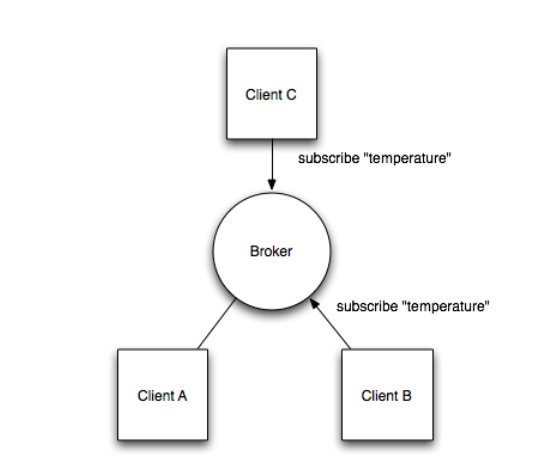 Client C
subscribe "temperature"
Broker
subscribe "temperature"
Client A
Client B